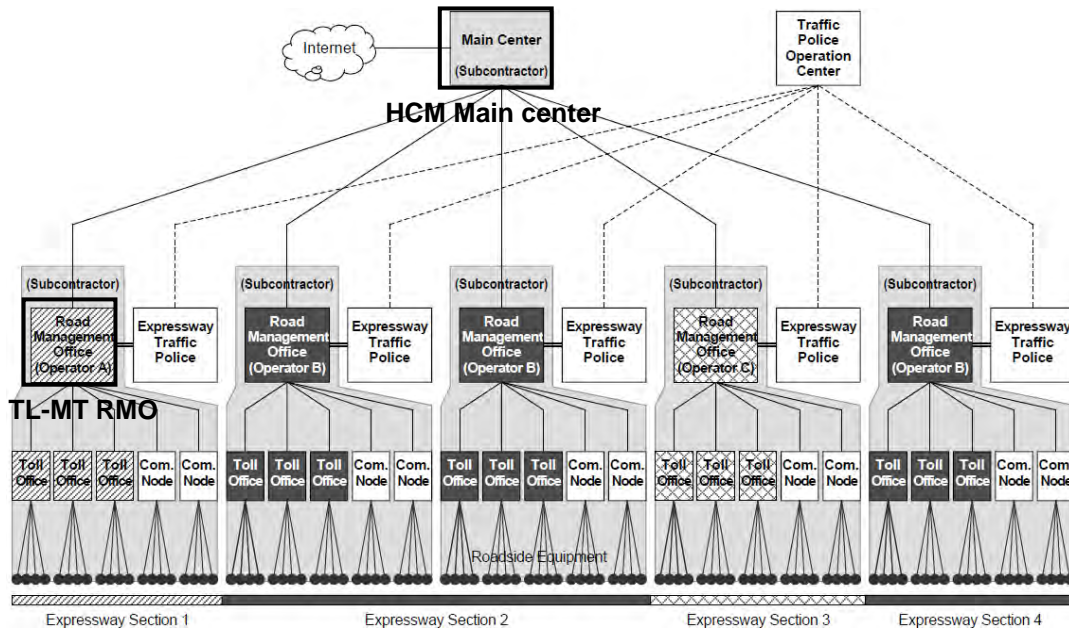 Internet
Main Center
(Subcontractor)
Traffic
Police
Operation
Center
HCM Main center
(Subcontractor)
(Subcontractor)
(Subcontractor)
(Subcontractor)
(Subcontractor)
Road
Management
Office
(Operator A)
Expressway
Traffic
Police
Road
Management
Office
(Operator B)
Expressway
Traffic
Police
Road
Management
Office
(Operator B)
Expressway
Traffic
Police
Road
Management
Office
(Operator C)
Expressway
Traffic
Police
Road
Management
Office
(Operator B)
Expressway
Traffic
Police
TL-MT RMO
Toll Toll Toll Com. Com.
Office Office Office Node Node
Toll Toll Toll Com. Com.
Office Office Office Node Node
Toll Toll Toll Com. Com.
Office Office Office Node Node
Toll Toll Toll Com. Com.
Office Office Office Node Node
Toll Toll Toll Com. Com.
Office Office Office Node Node
Roadside Equipment
Expressway Section 1
Expressway Section 2
Expressway Section 3
Expressway Section 4